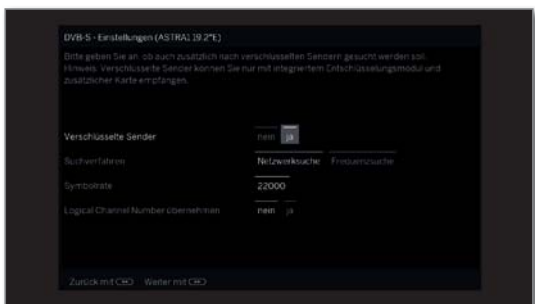 DVB-S - Einstellungen (ASTRA1 19.2°E)
Bitte geben Sie an, ob auch zusätzlich nach verschlüsselten Sendern gesucht werden soll.
Hinweis: Verschlüsselte Sender können Sie nur mit integriertem Entschlüsselungsmodul und
zusätzlicher Karte empfangen.
Verschlüsselte Sender nein ja
Suchverfahren Netzwerksuche Frequenzsuche
Symbolrate 22000
Logical Channel Number übernehmen nein ja
Zurück mit Weiter mit